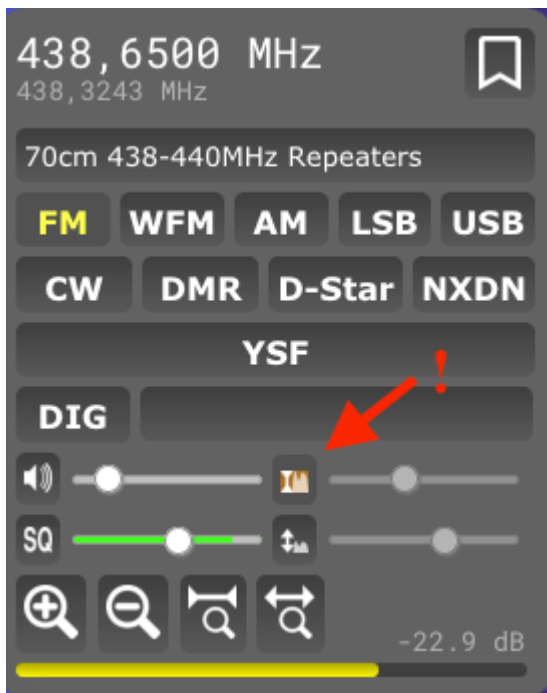 438,6500 MHz
438,3243 MHz
70cm 438-440MHz Repeaters
FM WFM AM LSB USB
CW DMR D-Star NXDN
YSF
DIG
!
SQ
-22.9 dB